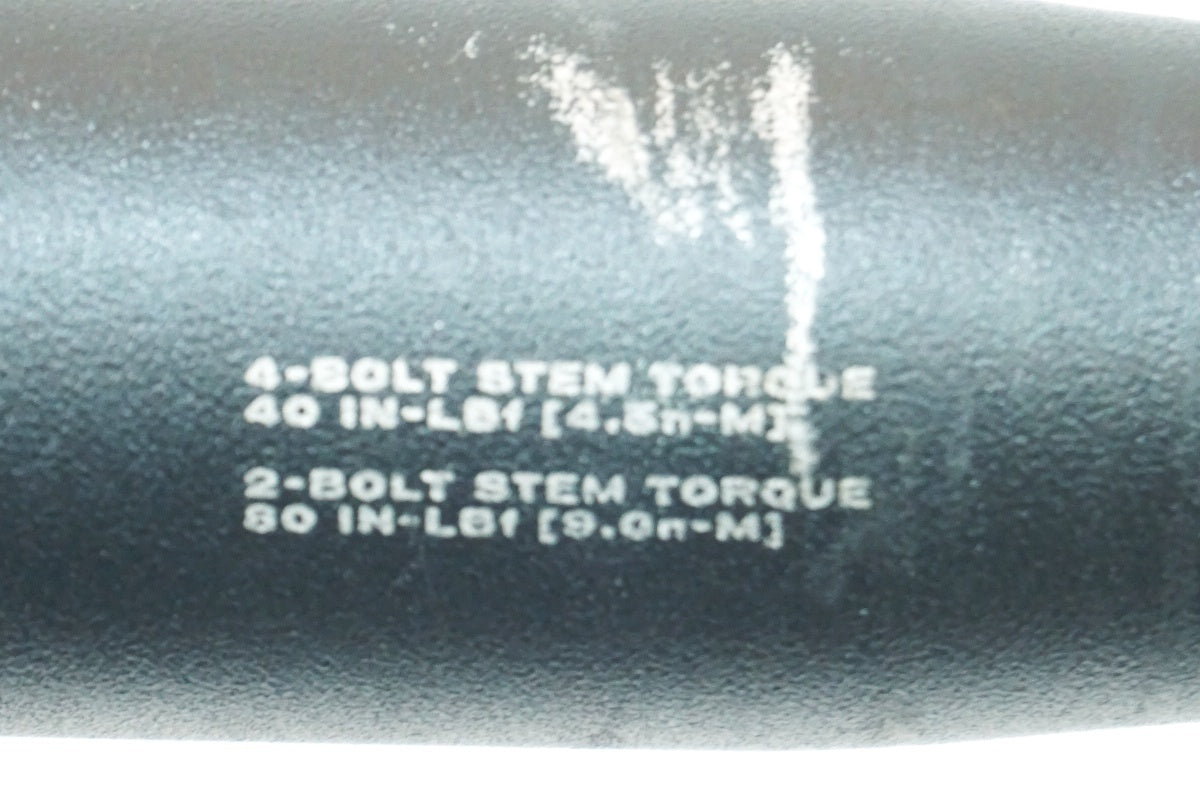 4-BOLT STEM TORQUE
40 IN-LBf [4.5n-M]
2-BOLT STEM TORQUE
80 IN-LBf [9.0n-M]